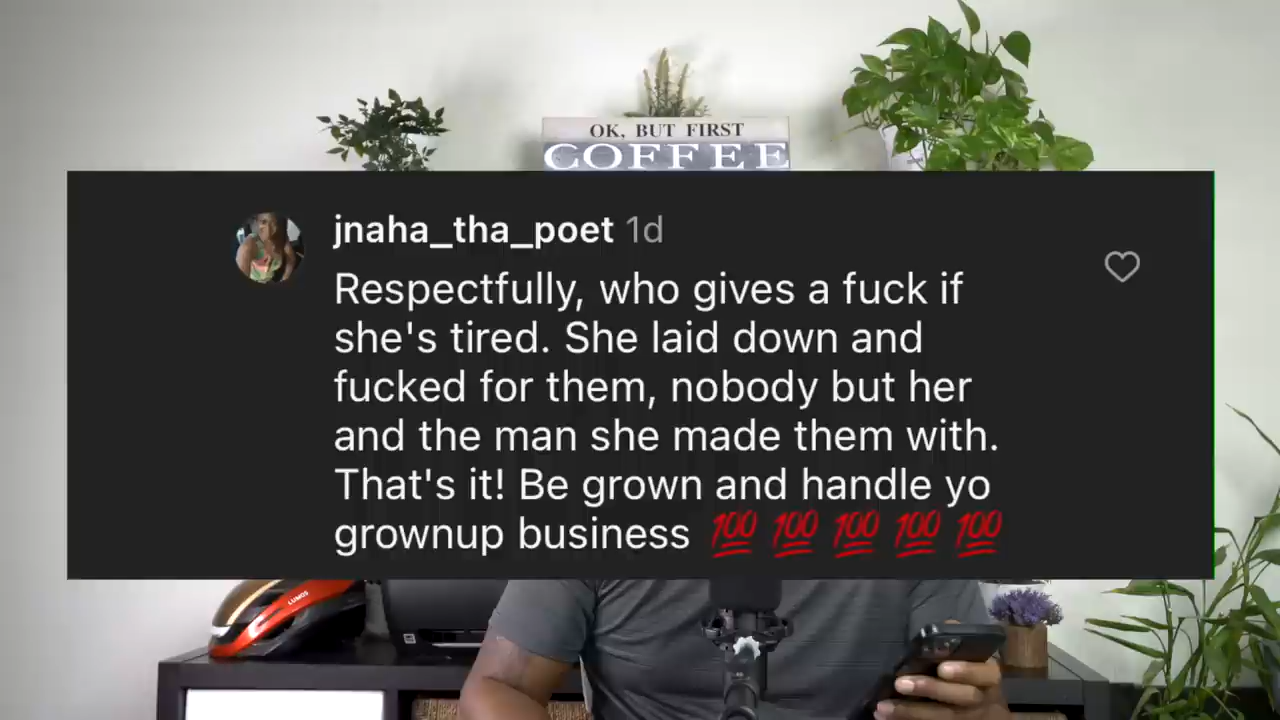 OK, BUT FIRST
COFFEE
jnaha_tha_poet 1d
Respectfully, who gives a fuck if
she's tired. She laid down and
fucked for them, nobody but her
and the man she made them with.
That's it! Be grown and handle yo
grownup business 💯 💯 💯 💯 💯
LUMOS